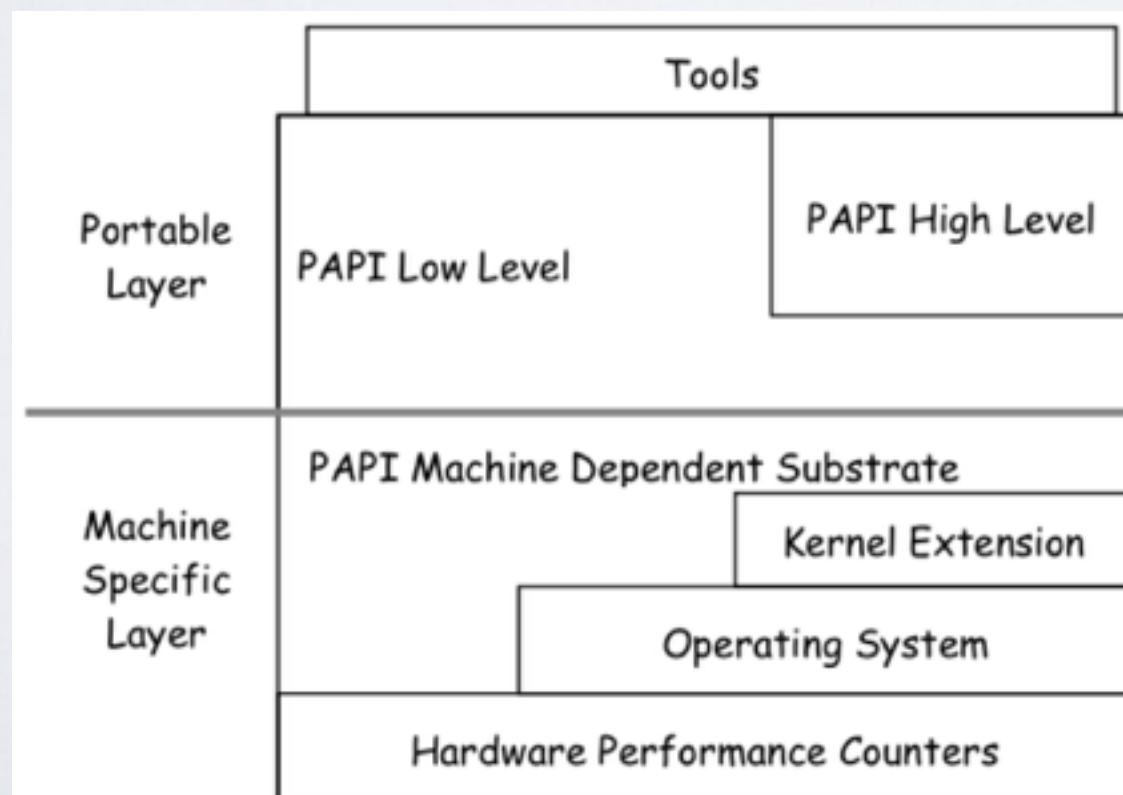 Tools
Portable
Layer
PAPI Low Level
PAPI High Level
Machine
Specific
Layer
PAPI Machine Dependent Substrate
Kernel Extension
Operating System
Hardware Performance Counters